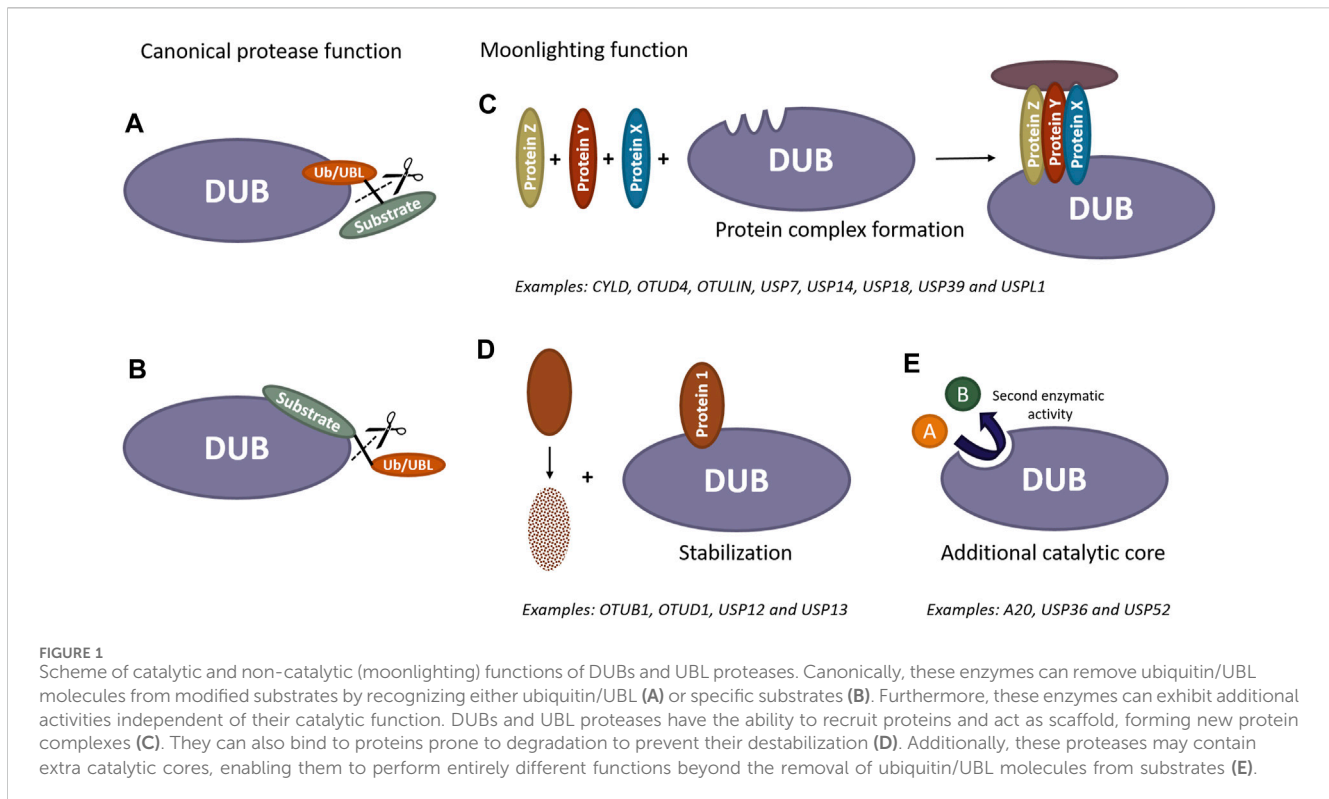 Canonical protease function
Moonlighting function
A
DUB
Ub/UBL
Substrate
C
Protein Z
+
Protein Y
+
Protein X
+
DUB
Protein complex formation
Protein Z
Protein Y
Protein X
DUB
Examples: CYLD, OTUD4, OTULIN, USP7, USP14, USP18, USP39 and USPL1
B
DUB
Substrate
Ub/UBL
D
+
Protein 1
DUB
Stabilization
Examples: OTUB1, OTUD1, USP12 and USP13
E
B
A
Second enzymatic
activity
DUB
Additional catalytic core
Examples: A20, USP36 and USP52
FIGURE 1
Scheme of catalytic and non-catalytic (moonlighting) functions of DUBs and UBL proteases. Canonically, these enzymes can remove ubiquitin/UBL
molecules from modified substrates by recognizing either ubiquitin/UBL (A) or specific substrates (B). Furthermore, these enzymes can exhibit additional
activities independent of their catalytic function. DUBs and UBL proteases have the ability to recruit proteins and act as scaffold, forming new protein
complexes (C). They can also bind to proteins prone to degradation to prevent their destabilization (D). Additionally, these proteases may contain
extra catalytic cores, enabling them to perform entirely different functions beyond the removal of ubiquitin/UBL molecules from substrates (E).